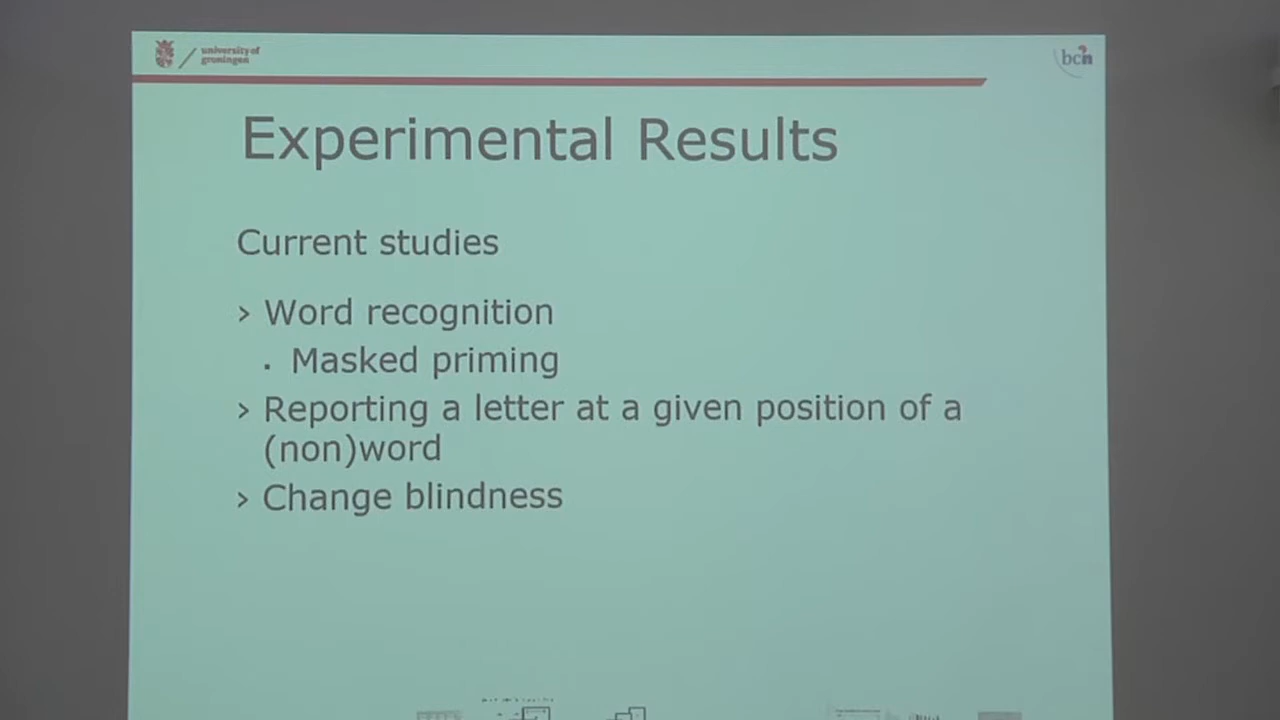 university of
groningen
bcn
Experimental Results
Current studies
› Word recognition
▪ Masked priming
› Reporting a letter at a given position of a
(non)word
› Change blindness